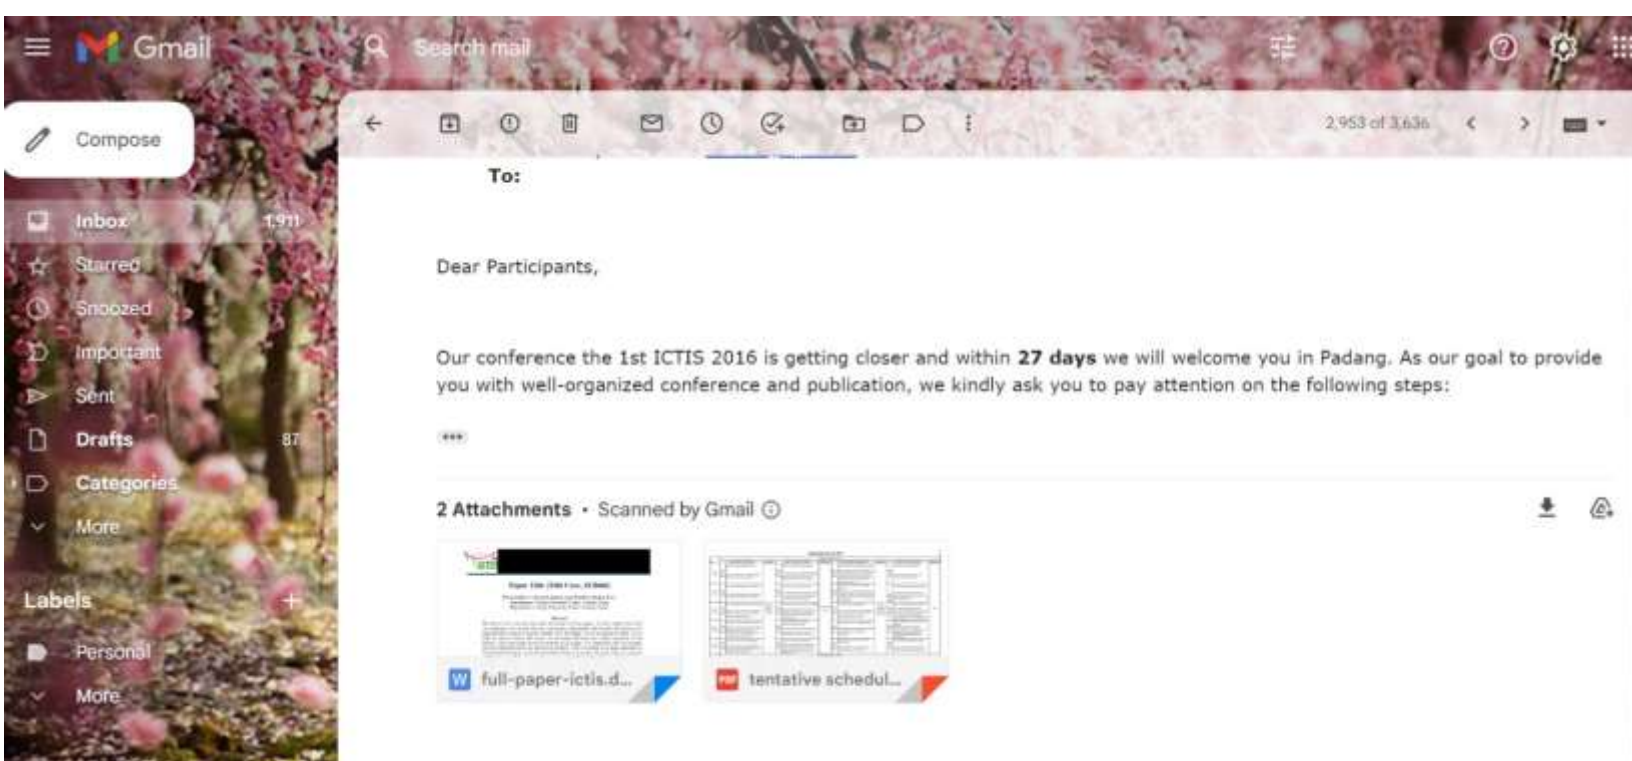 Gmail
Search mail
Compose
2,953 of 3,636
Inbox 1,911
Starred
Snoozed
Important
Sent
Drafts 87
Categories
More
Labels
Personal
More
To:
Dear Participants,
Our conference the 1st ICTIS 2016 is getting closer and within 27 days we will welcome you in Padang. As our goal to provide
you with well-organized conference and publication, we kindly ask you to pay attention on the following steps:
2 Attachments • Scanned by Gmail
W full-paper-ictis.d...
PDF tentative schedul...